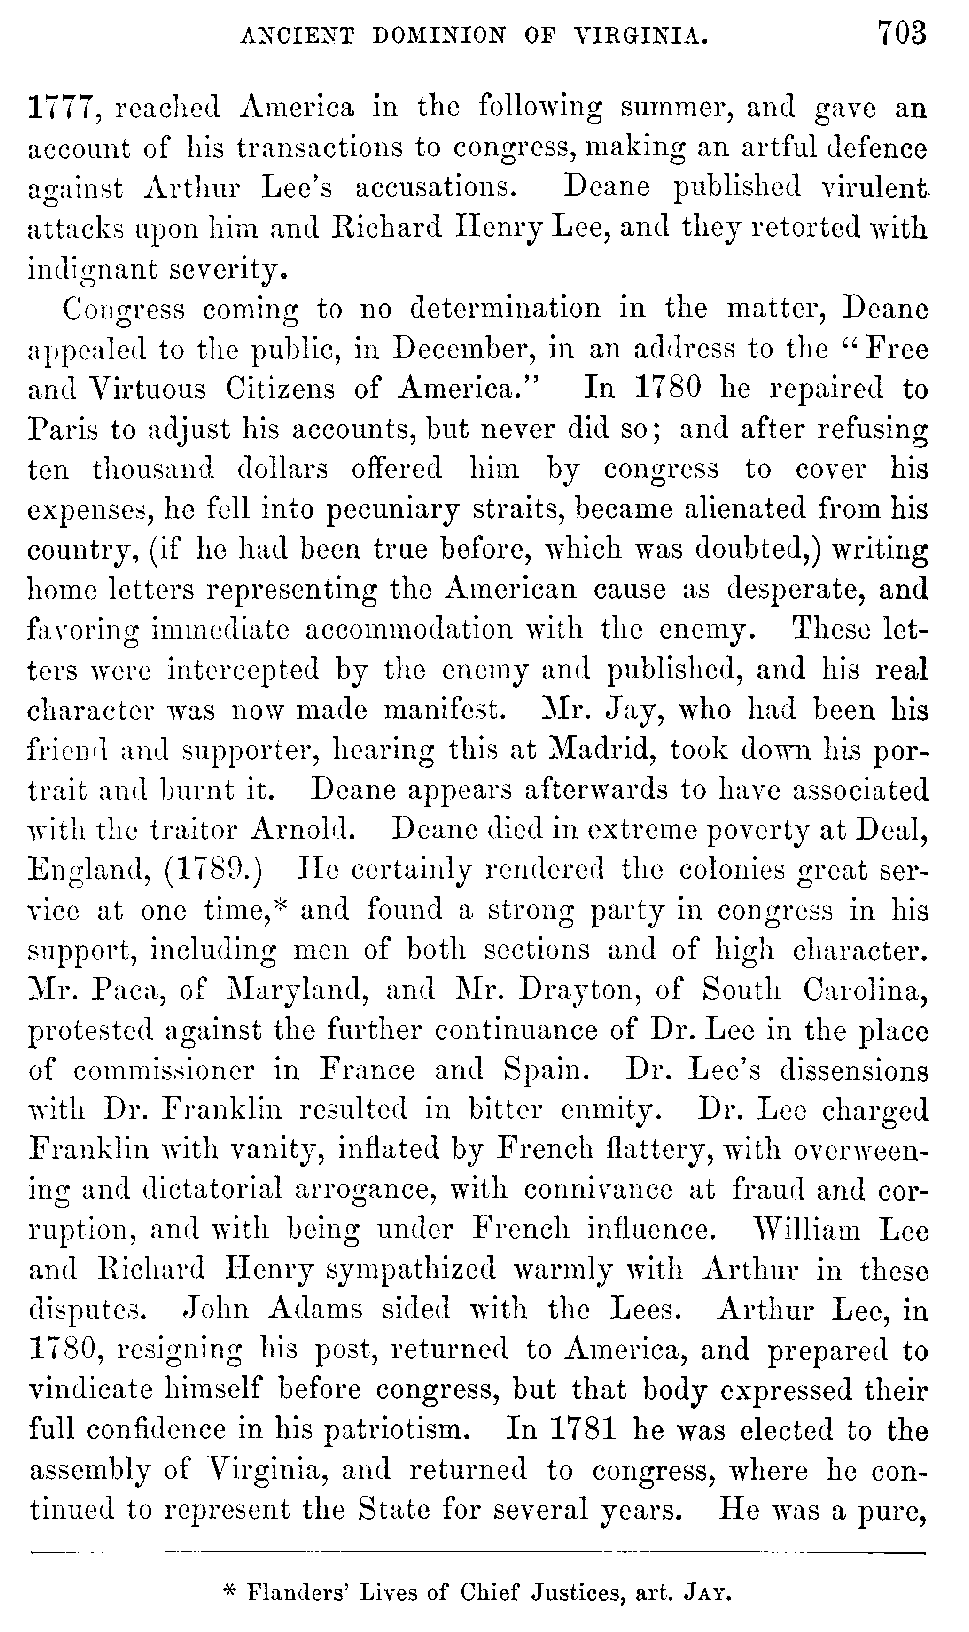 ANCIENT DOMINION OF VIRGINIA. 703
1777, reached America in the following summer, and gave an
account of his transactions to congress, making an artful defence
against Arthur Lee's accusations. Deane published virulent
attacks upon him and Richard Henry Lee, and they retorted with
indignant severity.
Congress coming to no determination in the matter, Deane
appealed to the public, in December, in an address to the "Free
and Virtuous Citizens of America." In 1780 he repaired to
Paris to adjust his accounts, but never did so; and after refusing
ten thousand dollars offered him by congress to cover his
expenses, he fell into pecuniary straits, became alienated from his
country, (if he had been true before, which was doubted,) writing
home letters representing the American cause as desperate, and
favoring immediate accommodation with the enemy. These let-
ters were intercepted by the enemy and published, and his real
character was now made manifest. Mr. Jay, who had been his
friend and supporter, hearing this at Madrid, took down his por-
trait and burnt it. Deane appears afterwards to have associated
with the traitor Arnold. Deane died in extreme poverty at Deal,
England, (1789.) He certainly rendered the colonies great ser-
vice at one time,* and found a strong party in congress in his
support, including men of both sections and of high character.
Mr. Paca, of Maryland, and Mr. Drayton, of South Carolina,
protested against the further continuance of Dr. Lee in the place
of commissioner in France and Spain. Dr. Lee's dissensions
with Dr. Franklin resulted in bitter enmity. Dr. Lee charged
Franklin with vanity, inflated by French flattery, with overween-
ing and dictatorial arrogance, with connivance at fraud and cor-
ruption, and with being under French influence. William Lee
and Richard Henry sympathized warmly with Arthur in these
disputes. John Adams sided with the Lees. Arthur Lee, in
1780, resigning his post, returned to America, and prepared to
vindicate himself before congress, but that body expressed their
full confidence in his patriotism. In 1781 he was elected to the
assembly of Virginia, and returned to congress, where he con-
tinued to represent the State for several years. He was a pure,
* Flanders' Lives of Chief Justices, art. JAY.